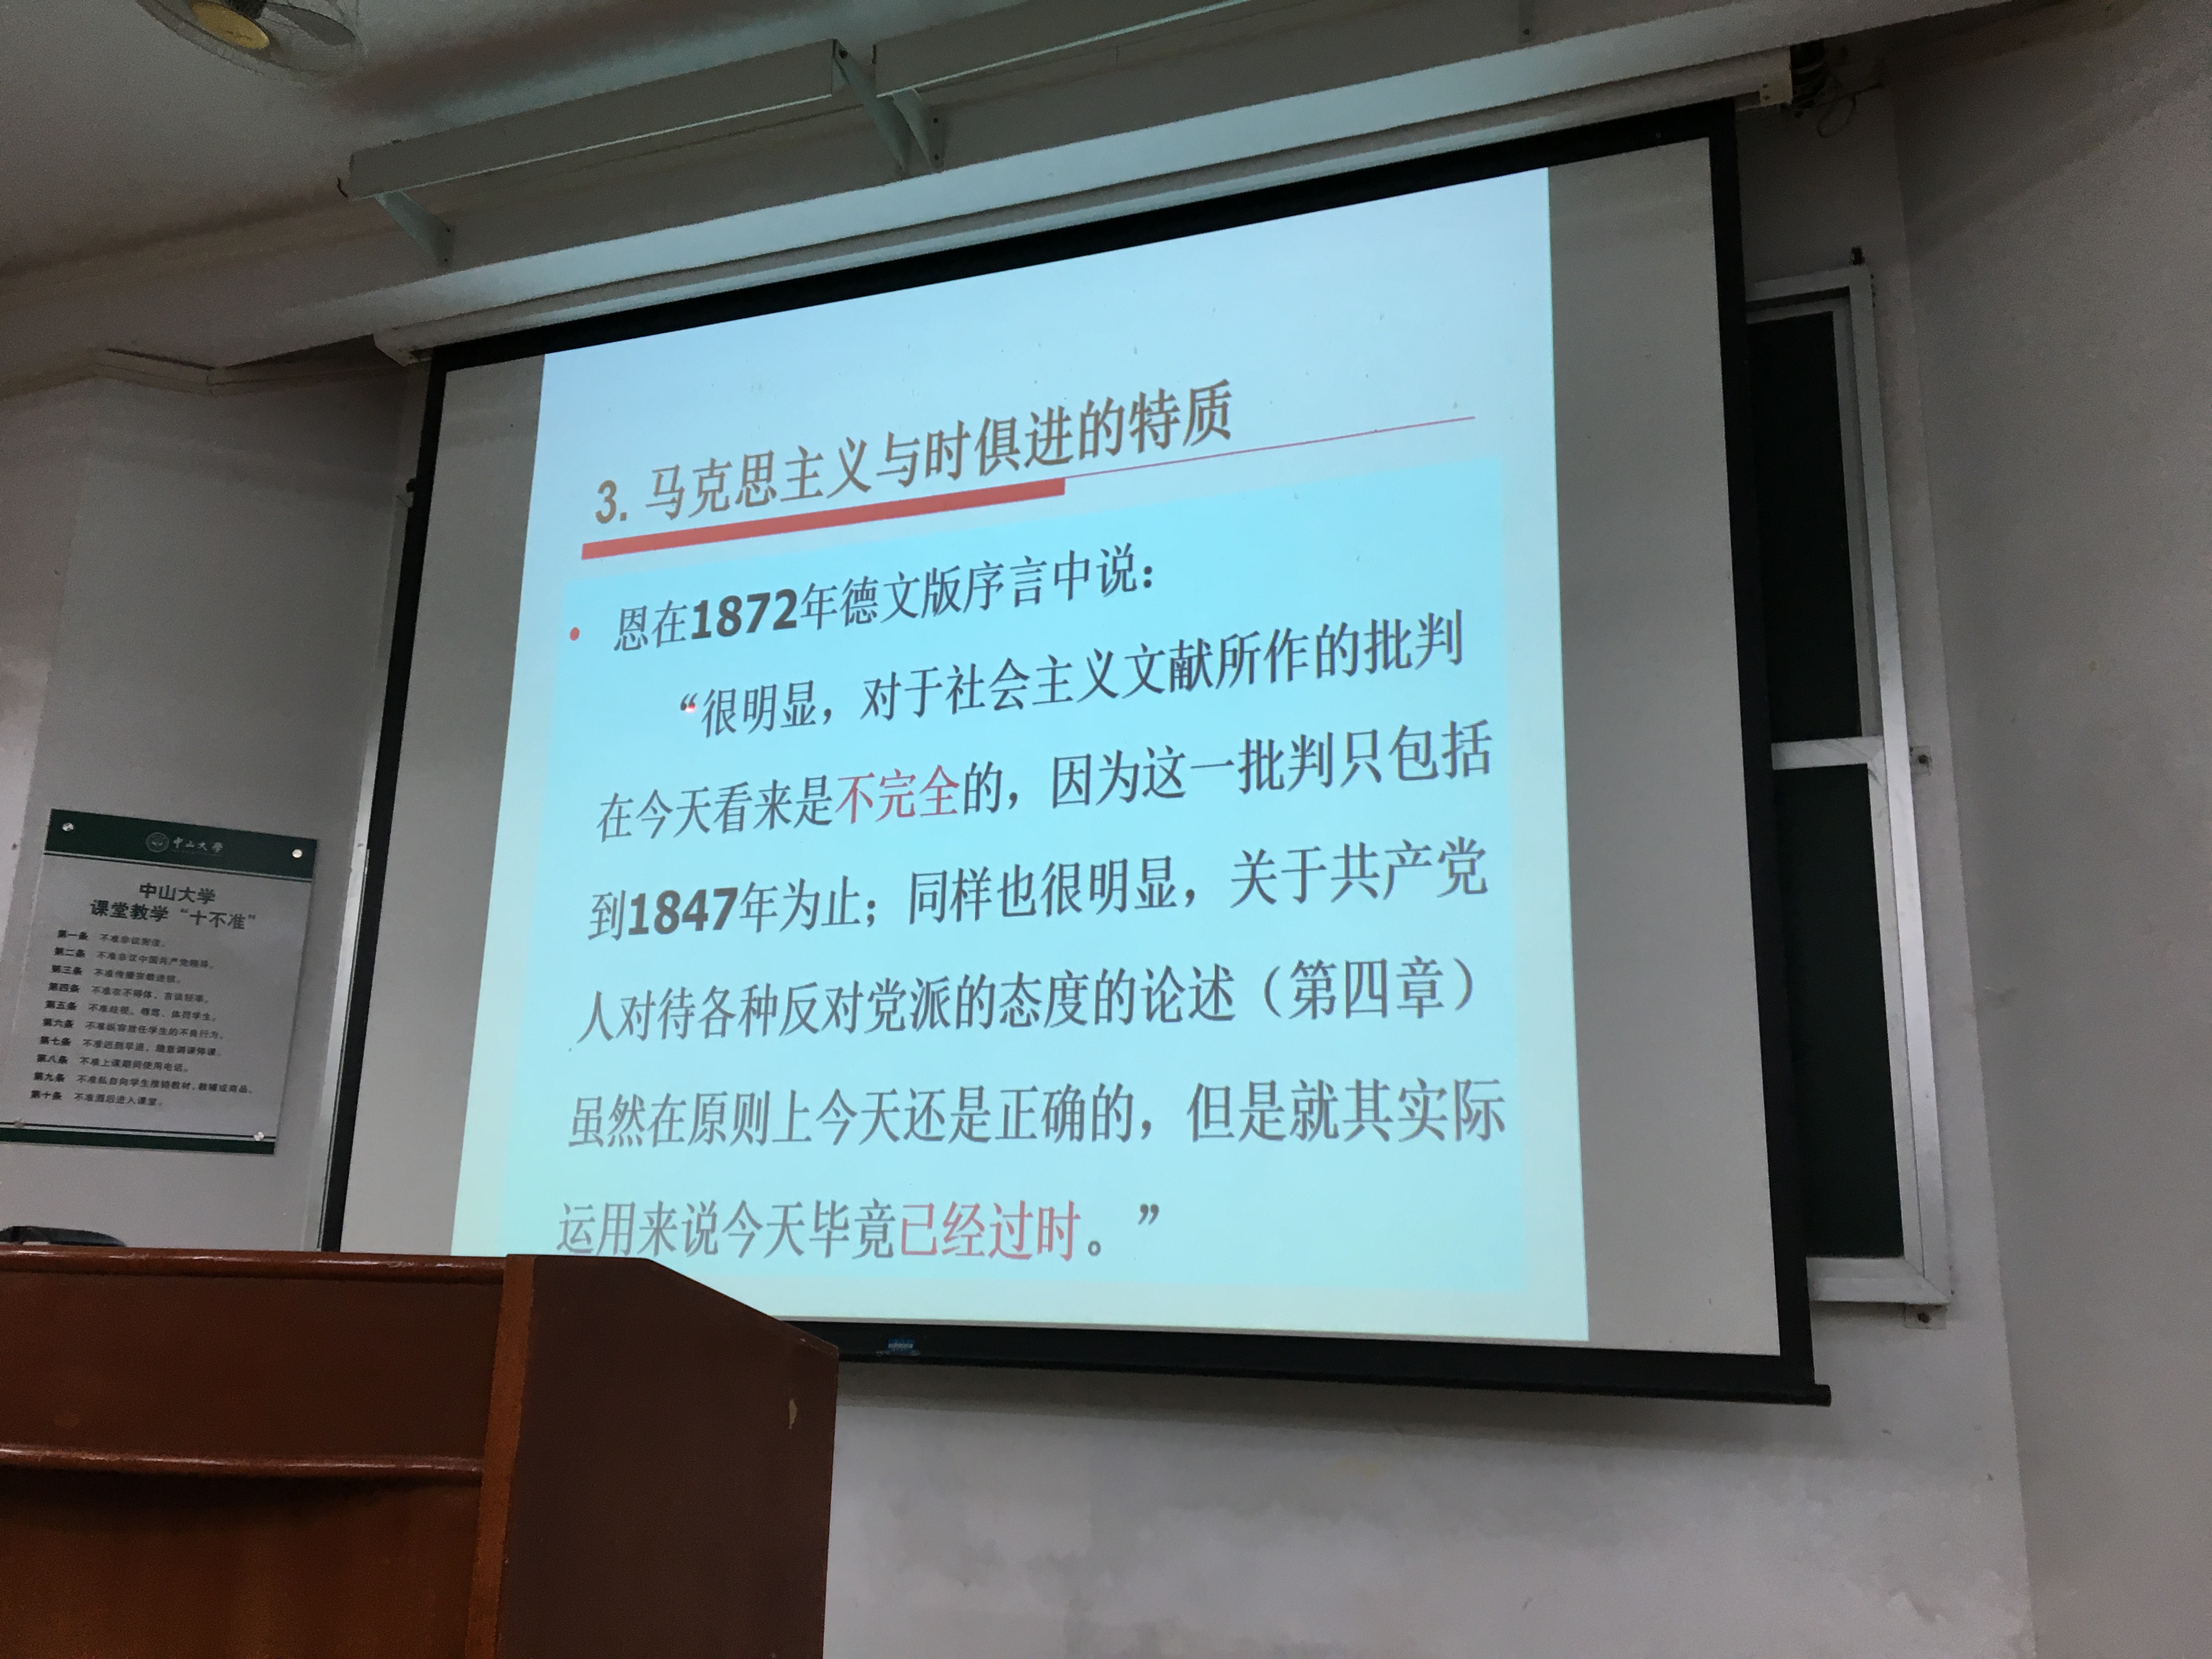 3. 马克思主义与时俱进的特质
• 恩在1872年德文版序言中说：
“很明显，对于社会主义文献所作的批判
在今天看来是不完全的，因为这一批判只包括
到1847年为止；同样也很明显，关于共产党
人对待各种反对党派的态度的论述（第四章）
虽然在原则上今天还是正确的，但是就其实际
运用来说今天毕竟已经过时。”
中山大学
中山大学
课堂教学“十不准”
第一条 不准非议宪法。
第二条 不准非议中国共产党领导。
第三条 不准传播宗教迷信。
第四条 不准衣不得体，言谈轻率。
第五条 不准歧视、辱骂、体罚学生。
第六条 不准纵容放任学生的不良行为。
第七条 不准迟到早退，随意调课停课。
第八条 不准上课期间使用电话。
第九条 不准私自向学生推销教材、教辅或商品。
第十条 不准酒后进入课堂。